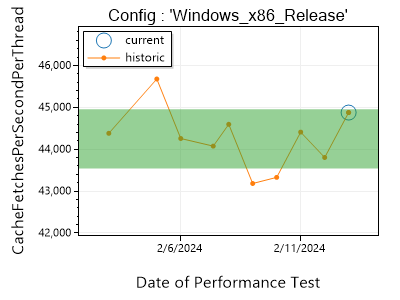 Config : 'Windows_x86_Release'
current
historic
CacheFetchesPerSecondPerThread
46,000
45,000
44,000
43,000
42,000
2/6/2024
2/11/2024
Date of Performance Test